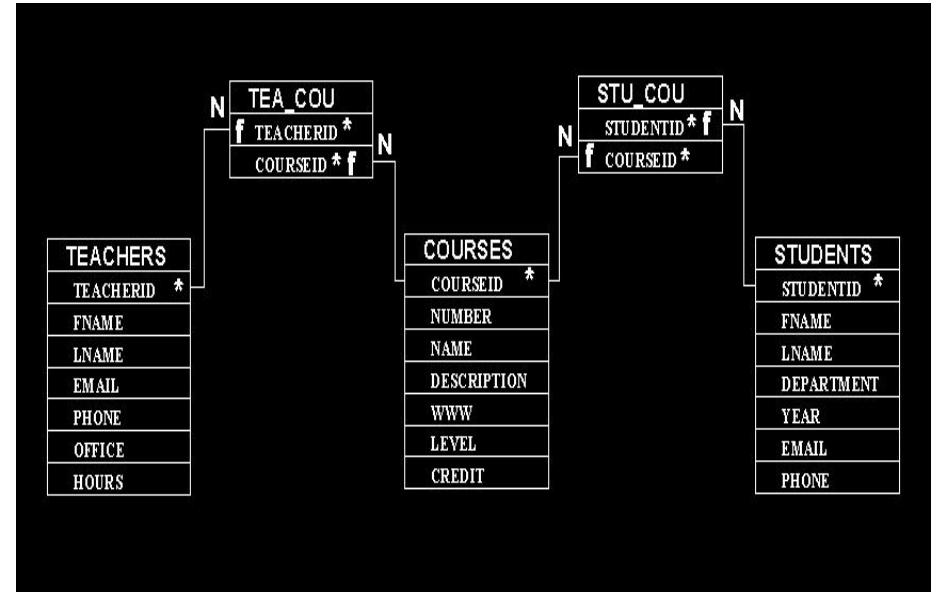 TEA_COU
N
f TEACHERID *
COURSEID * f
N
STU_COU
N
STUDENTID * f
N
f COURSEID *
TEACHERS
TEACHERID *
FNAME
LNAME
EMAIL
PHONE
OFFICE
HOURS
COURSES
COURSEID *
NUMBER
NAME
DESCRIPTION
WWW
LEVEL
CREDIT
STUDENTS
STUDENTID *
FNAME
LNAME
DEPARTMENT
YEAR
EMAIL
PHONE